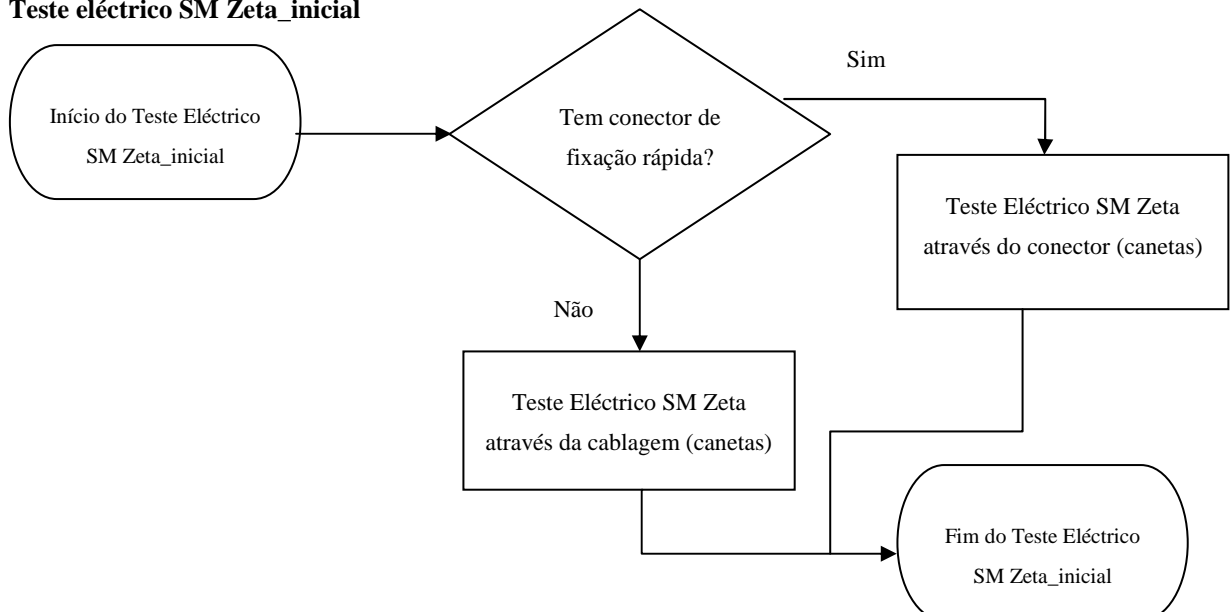 Teste eléctrico SM Zeta_inicial
Início do Teste Eléctrico
SM Zeta_inicial
Tem conector de
fixação rápida?
Sim
Teste Eléctrico SM Zeta
através do conector (canetas)
Não
Teste Eléctrico SM Zeta
através da cablagem (canetas)
Fim do Teste Eléctrico
SM Zeta_inicial